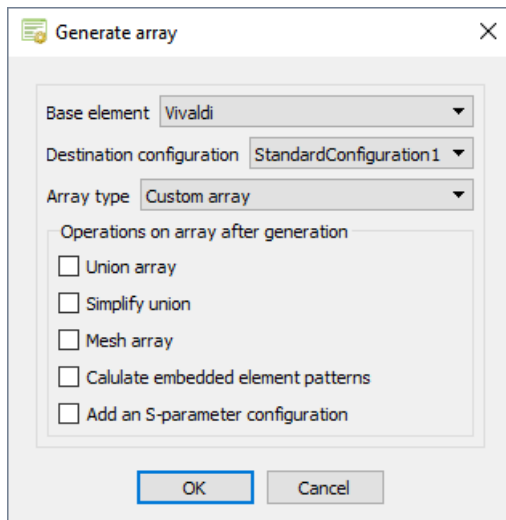 Generate array
Base element Vivaldi
Destination configuration StandardConfiguration1
Array type Custom array
Operations on array after generation
Union array
Simplify union
Mesh array
Calulate embedded element patterns
Add an S-parameter configuration
OK Cancel